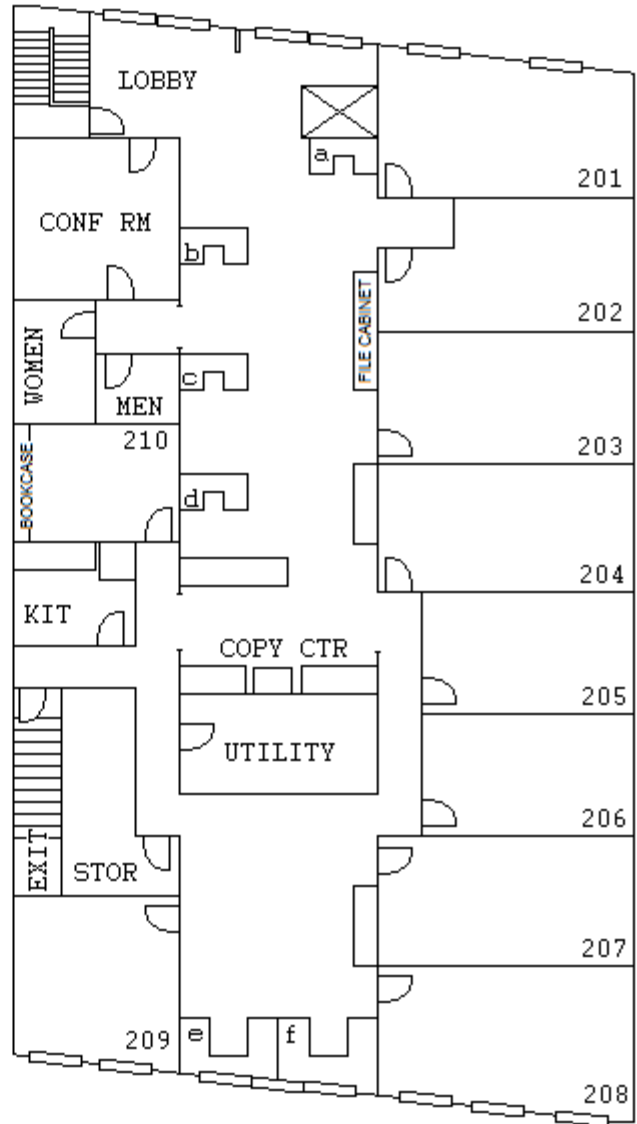 LOBBY
a
201
CONF RM
b
202
FILE CABINET
WOMEN
c
MEN
203
210
BOOKCASE
d
204
KIT
COPY CTR
205
UTILITY
206
EXIT
STOR
207
209
e
f
208